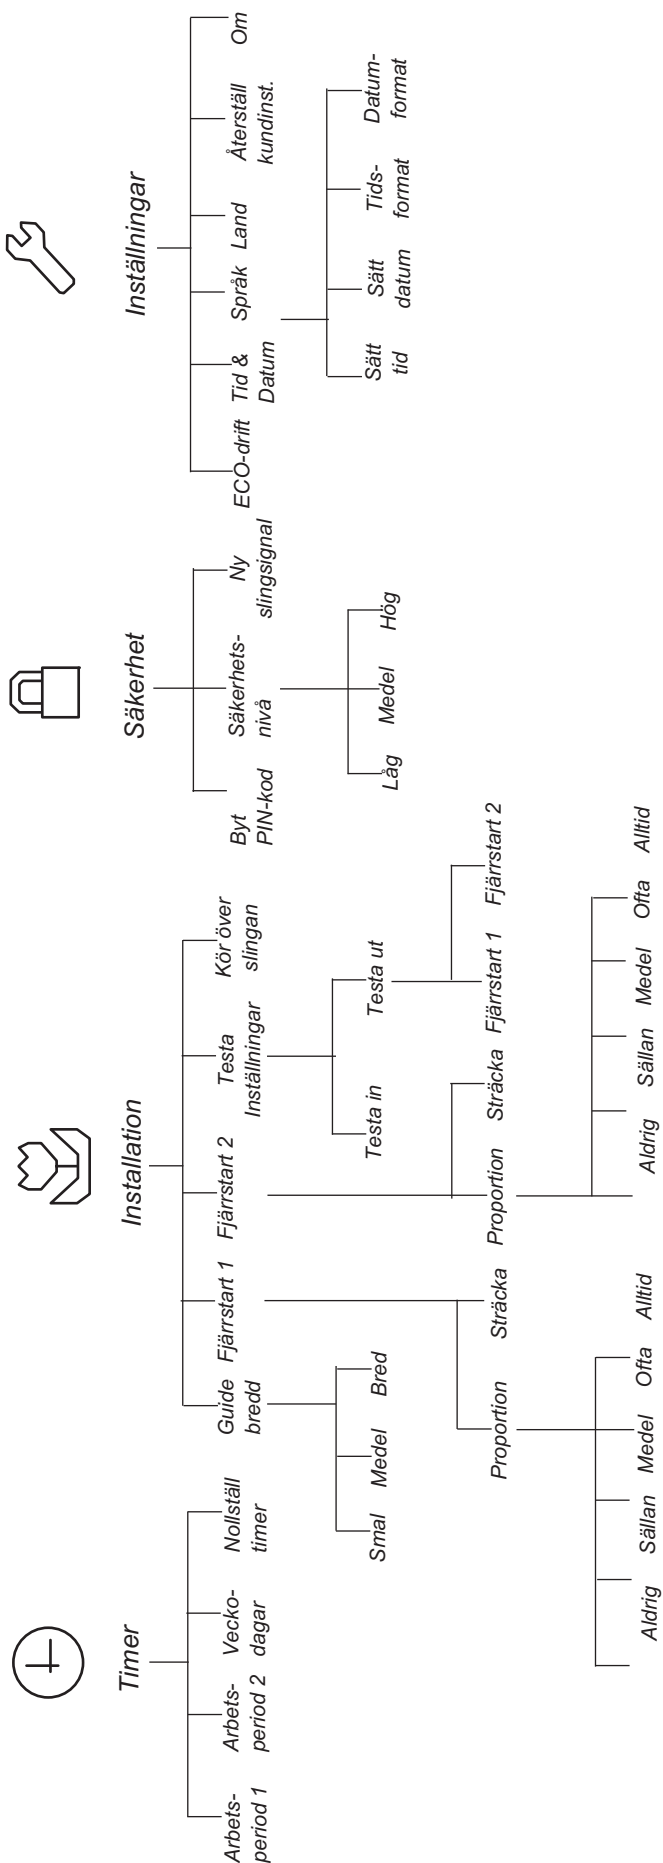 Timer
Arbets-
period 1
Arbets-
period 2
Vecko-
dagar
Nollställ
timer
Installation
Guide
bredd
Fjärrstart 1
Fjärrstart 2
Testa
Inställningar
Kör över
slingan
Smal
Medel
Bred
Testa in
Testa ut
Proportion
Sträcka
Proportion
Sträcka
Fjärrstart 1
Fjärrstart 2
Aldrig
Sällan
Medel
Ofta
Alltid
Aldrig
Sällan
Medel
Ofta
Alltid
Säkerhet
Byt
PIN-kod
Säkerhets-
nivå
Ny
slingsignal
Låg
Medel
Hög
Inställningar
ECO-drift
Tid &
Datum
Språk
Land
Återställ
kundinst.
Om
Sätt
tid
Sätt
datum
Tids-
format
Datum-
format